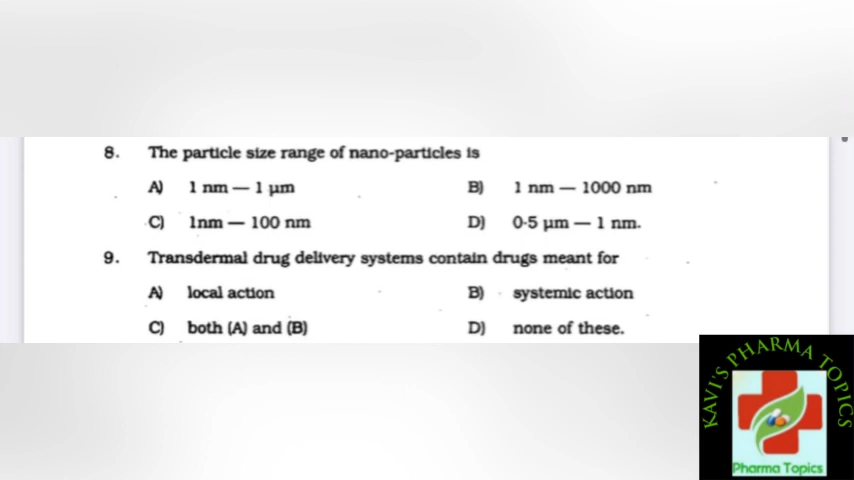 8. The particle size range of nano-particles is
A) 1 nm — 1 μm B) 1 nm — 1000 nm
C) 1nm — 100 nm D) 0·5 μm — 1 nm.
9. Transdermal drug delivery systems contain drugs meant for
A) local action B) systemic action
C) both (A) and (B) D) none of these.
KAVI'S PHARMA TOPICS
Pharma Topics